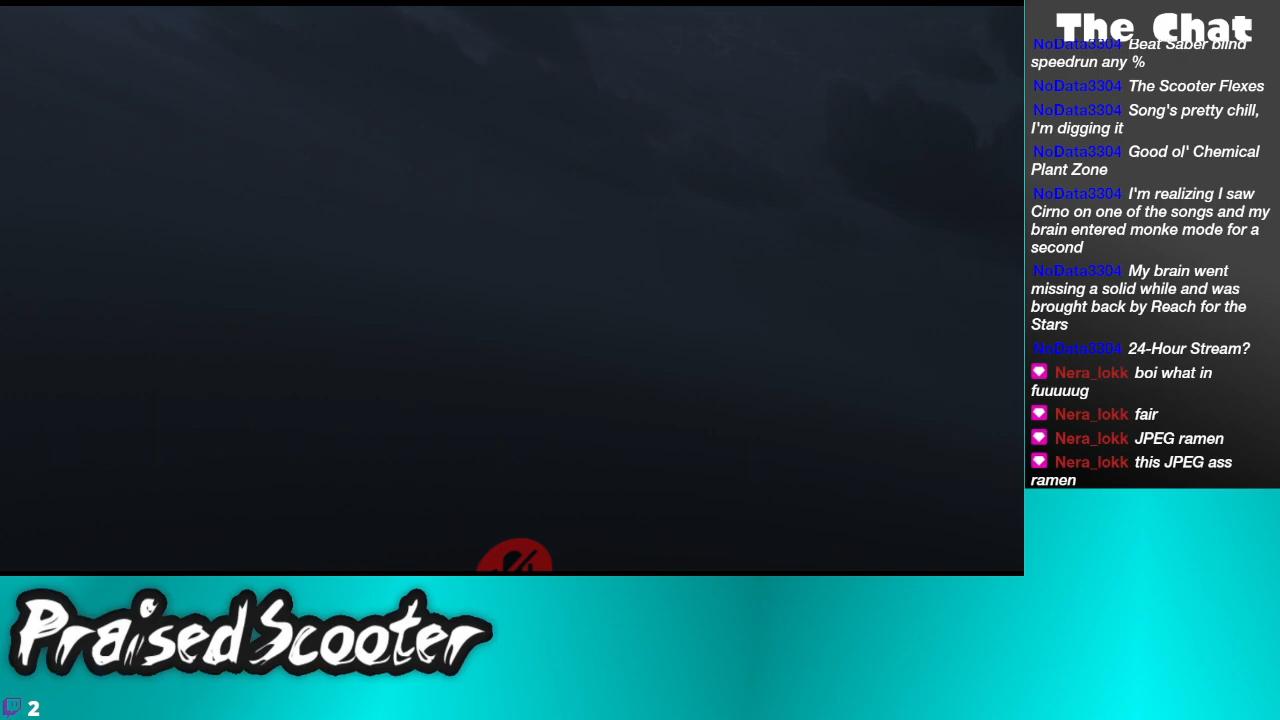 The Chat
NoData3304 Beat Saber blind
speedrun any %
NoData3304 The Scooter Flexes
NoData3304 Song's pretty chill,
I'm digging it
NoData3304 Good ol' Chemical
Plant Zone
NoData3304 I'm realizing I saw
Cirno on one of the songs and my
brain entered monke mode for a
second
NoData3304 My brain went
missing a solid while and was
brought back by Reach for the
Stars
NoData3304 24-Hour Stream?
Nera_lokk boi what in
fuuuuug
Nera_lokk fair
Nera_lokk JPEG ramen
Nera_lokk this JPEG ass
ramen
PraisedScooter
2